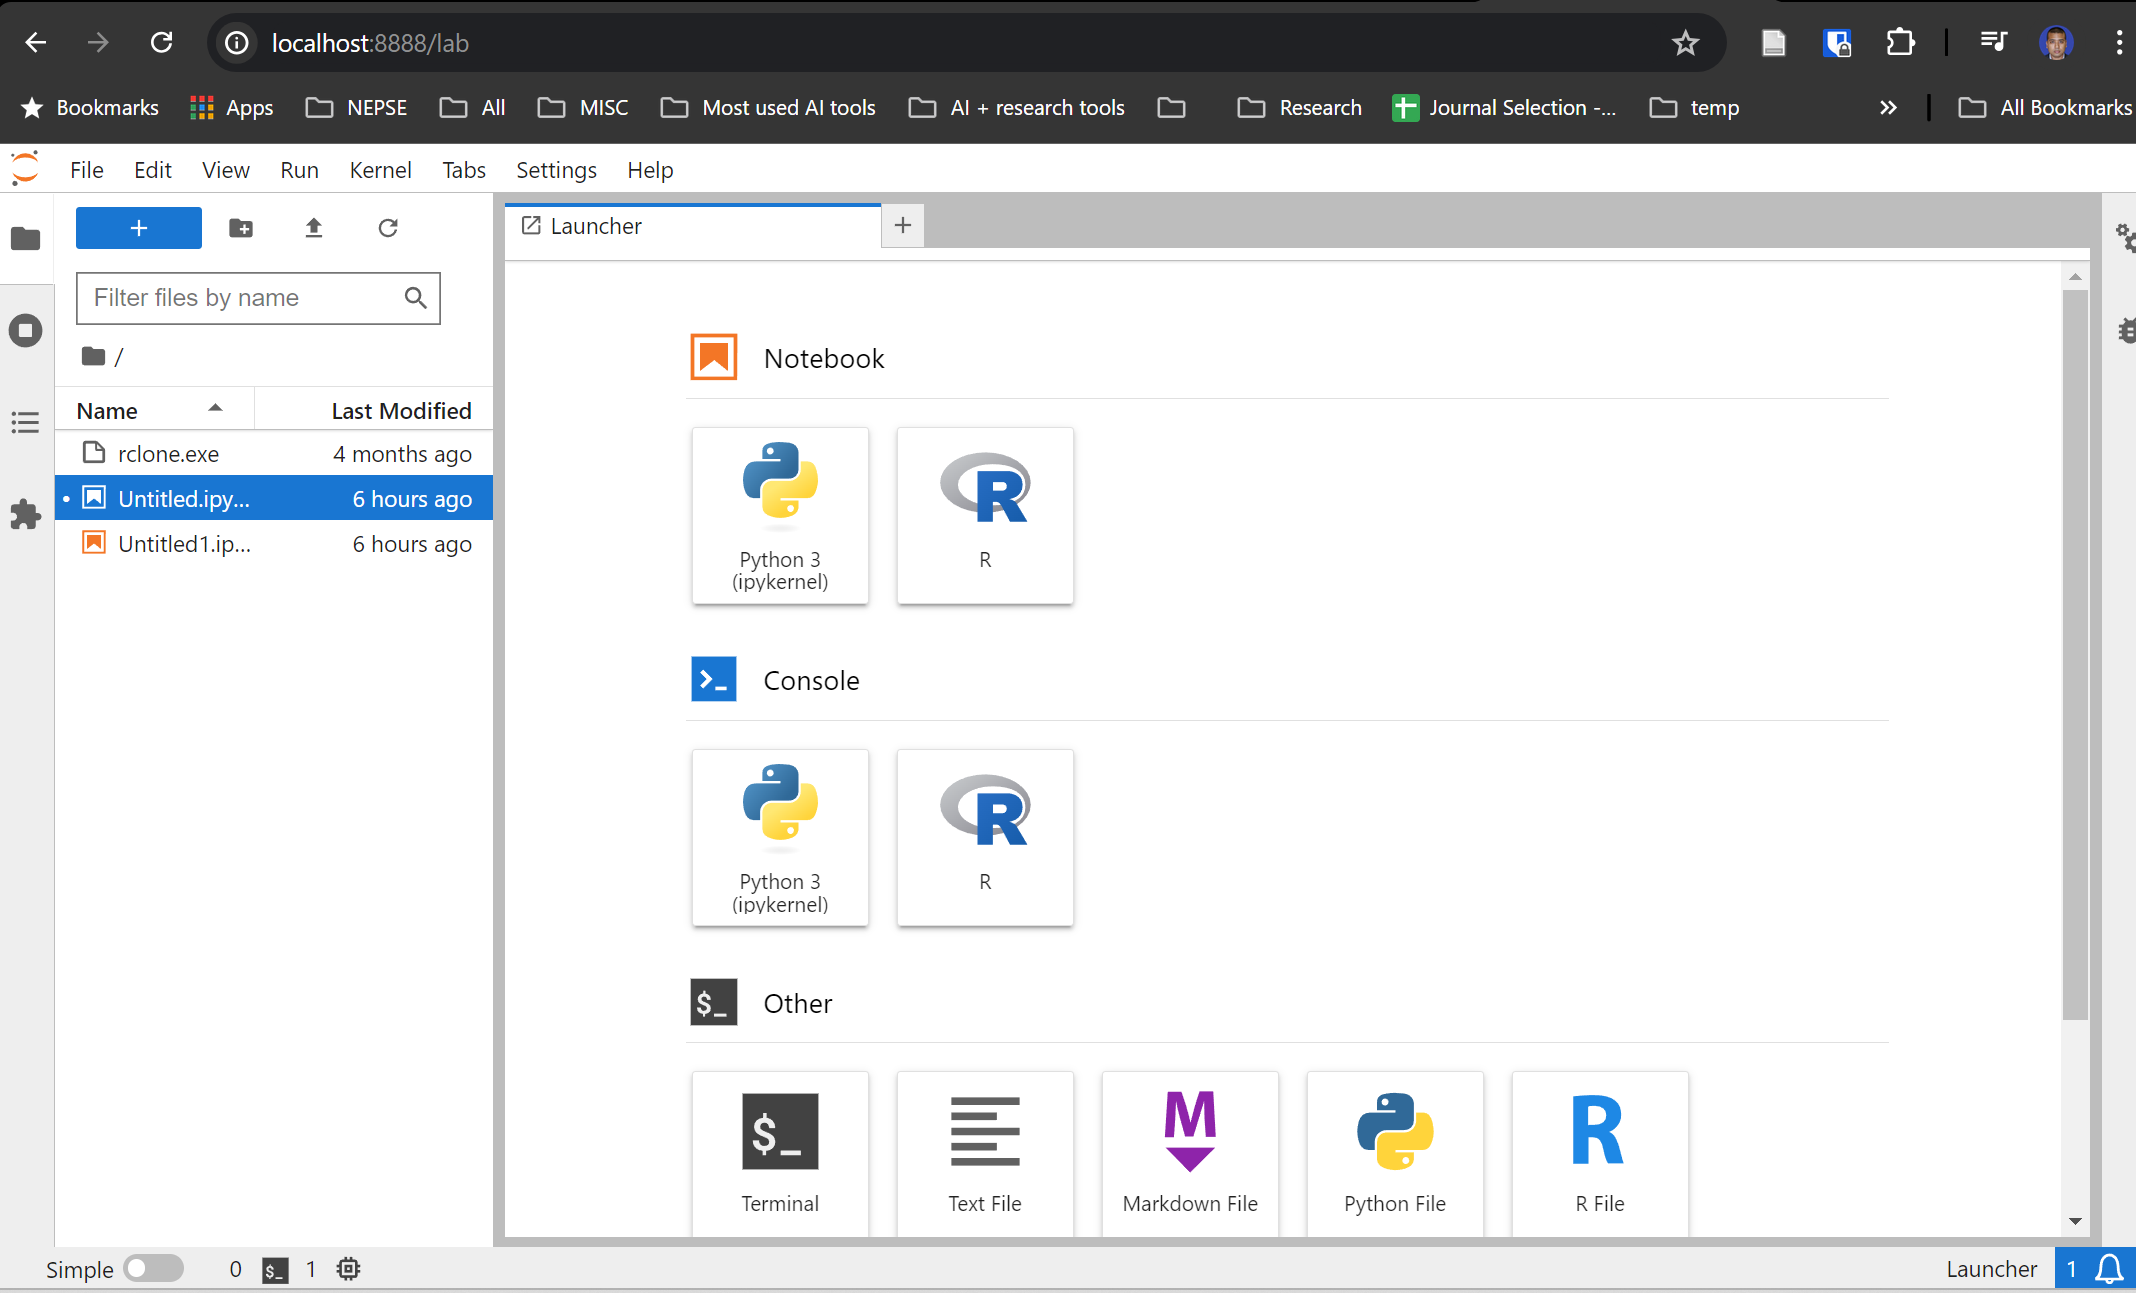 localhost:8888/lab
Bookmarks Apps NEPSE All MISC Most used AI tools AI + research tools Research Journal Selection -... temp All Bookmarks
File Edit View Run Kernel Tabs Settings Help
+
Launcher +
Filter files by name
/
Name Last Modified
rclone.exe 4 months ago
Untitled.ipy... 6 hours ago
Untitled1.ip... 6 hours ago
Notebook
Python 3
(ipykernel)
R
Console
Python 3
(ipykernel)
R
$_ Other
$_
Terminal
Text File
M
Markdown File
Python File
R
R File
Simple 0 $_ 1 Launcher 1